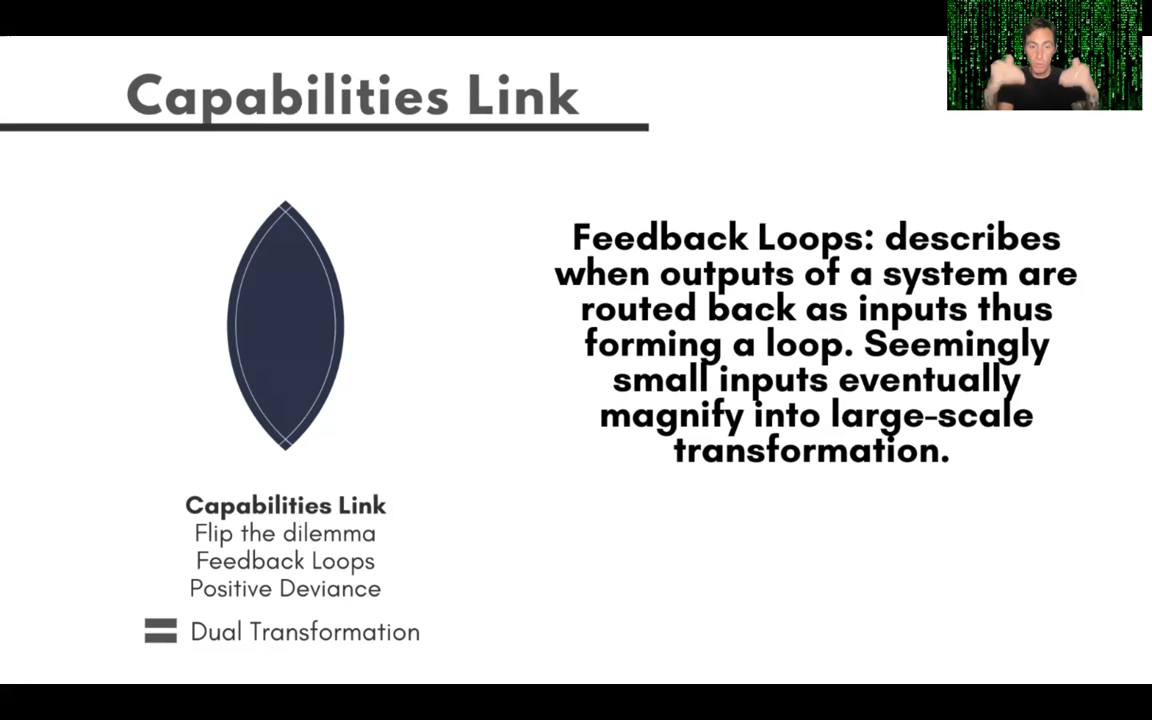 Capabilities Link
Feedback Loops: describes
when outputs of a system are
routed back as inputs thus
forming a loop. Seemingly
small inputs eventually
magnify into large-scale
transformation.
Capabilities Link
Flip the dilemma
Feedback Loops
Positive Deviance
Dual Transformation